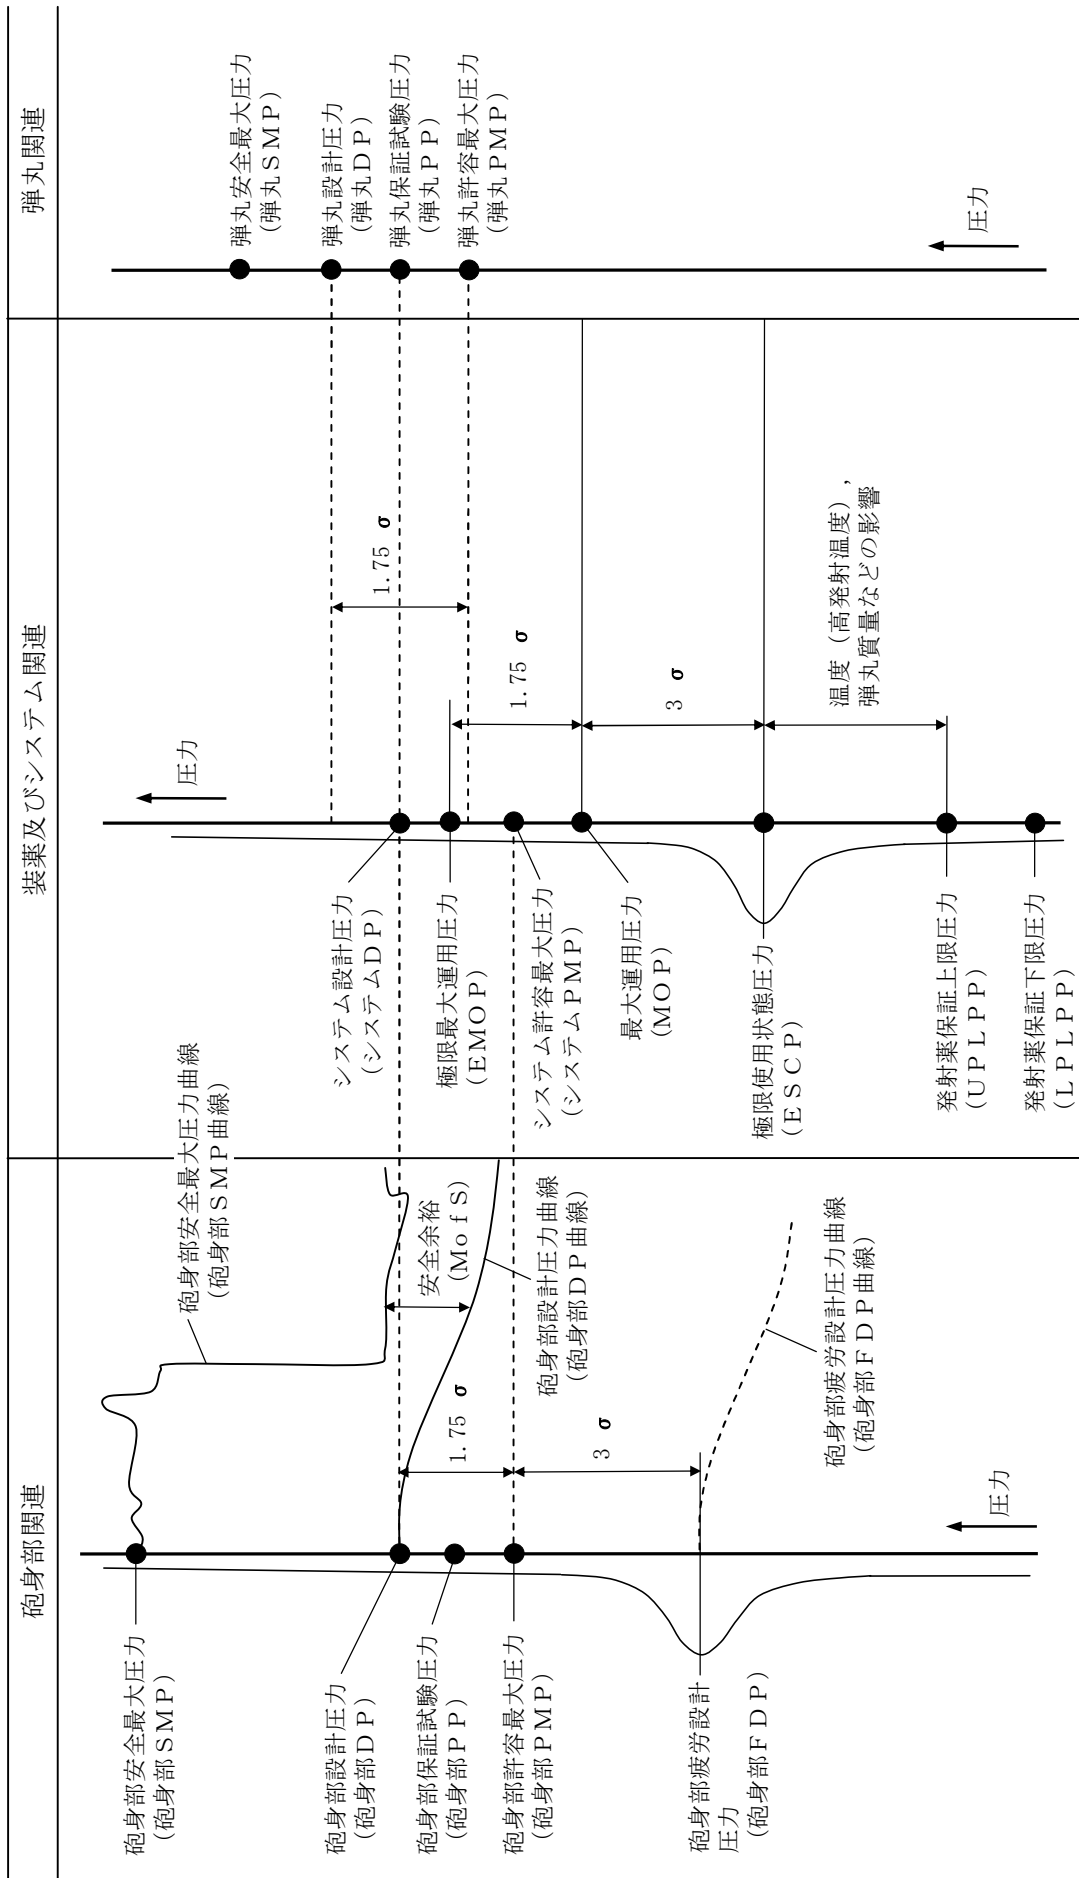 砲身部関連
装薬及びシステム関連
弾丸関連
砲身部安全最大圧力
(砲身部SMP)
砲身部設計圧力
(砲身部DP)
砲身部保証試験圧力
(砲身部PP)
砲身部許容最大圧力
(砲身部PMP)
砲身部疲労設計
圧力
(砲身部FDP)
圧力
1.75 σ
3 σ
砲身部安全最大圧力曲線
(砲身部SMP曲線)
安全余裕
(MofS)
砲身部設計圧力曲線
(砲身部DP曲線)
砲身部疲労設計圧力曲線
(砲身部FDP曲線)
システム設計圧力
(システムDP)
極限最大運用圧力
(EMOP)
システム許容最大圧力
(システムPMP)
最大運用圧力
(MOP)
極限使用状態圧力
(ESCP)
発射薬保証上限圧力
(UPLPP)
発射薬保証下限圧力
(LPLPP)
圧力
1.75 σ
1.75 σ
3 σ
温度(高発射温度),
弾丸質量などの影響
弾丸安全最大圧力
(弾丸SMP)
弾丸設計圧力
(弾丸DP)
弾丸保証試験圧力
(弾丸PP)
弾丸許容最大圧力
(弾丸PMP)
圧力